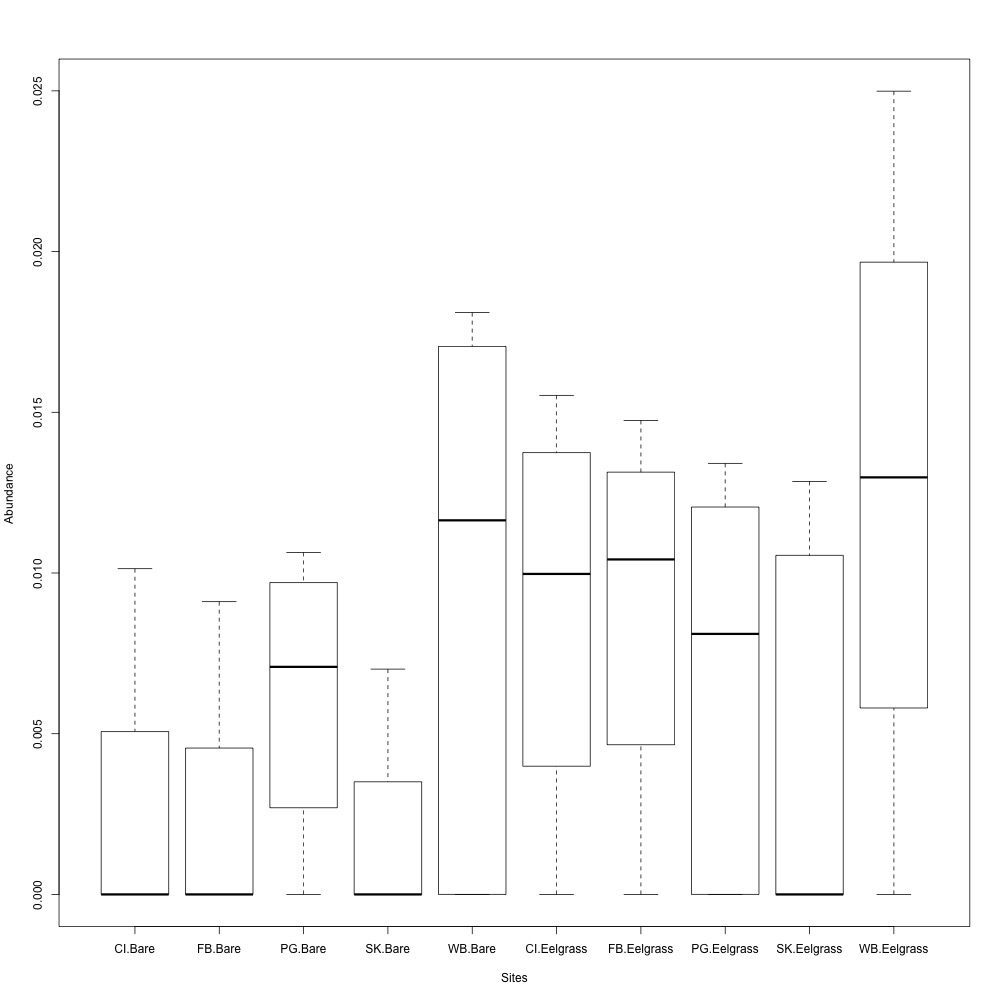 0.025
0.020
0.015
0.010
0.005
0.000
Abundance
CI.Bare FB.Bare PG.Bare SK.Bare WB.Bare CI.Eelgrass FB.Eelgrass PG.Eelgrass SK.Eelgrass WB.Eelgrass
Sites